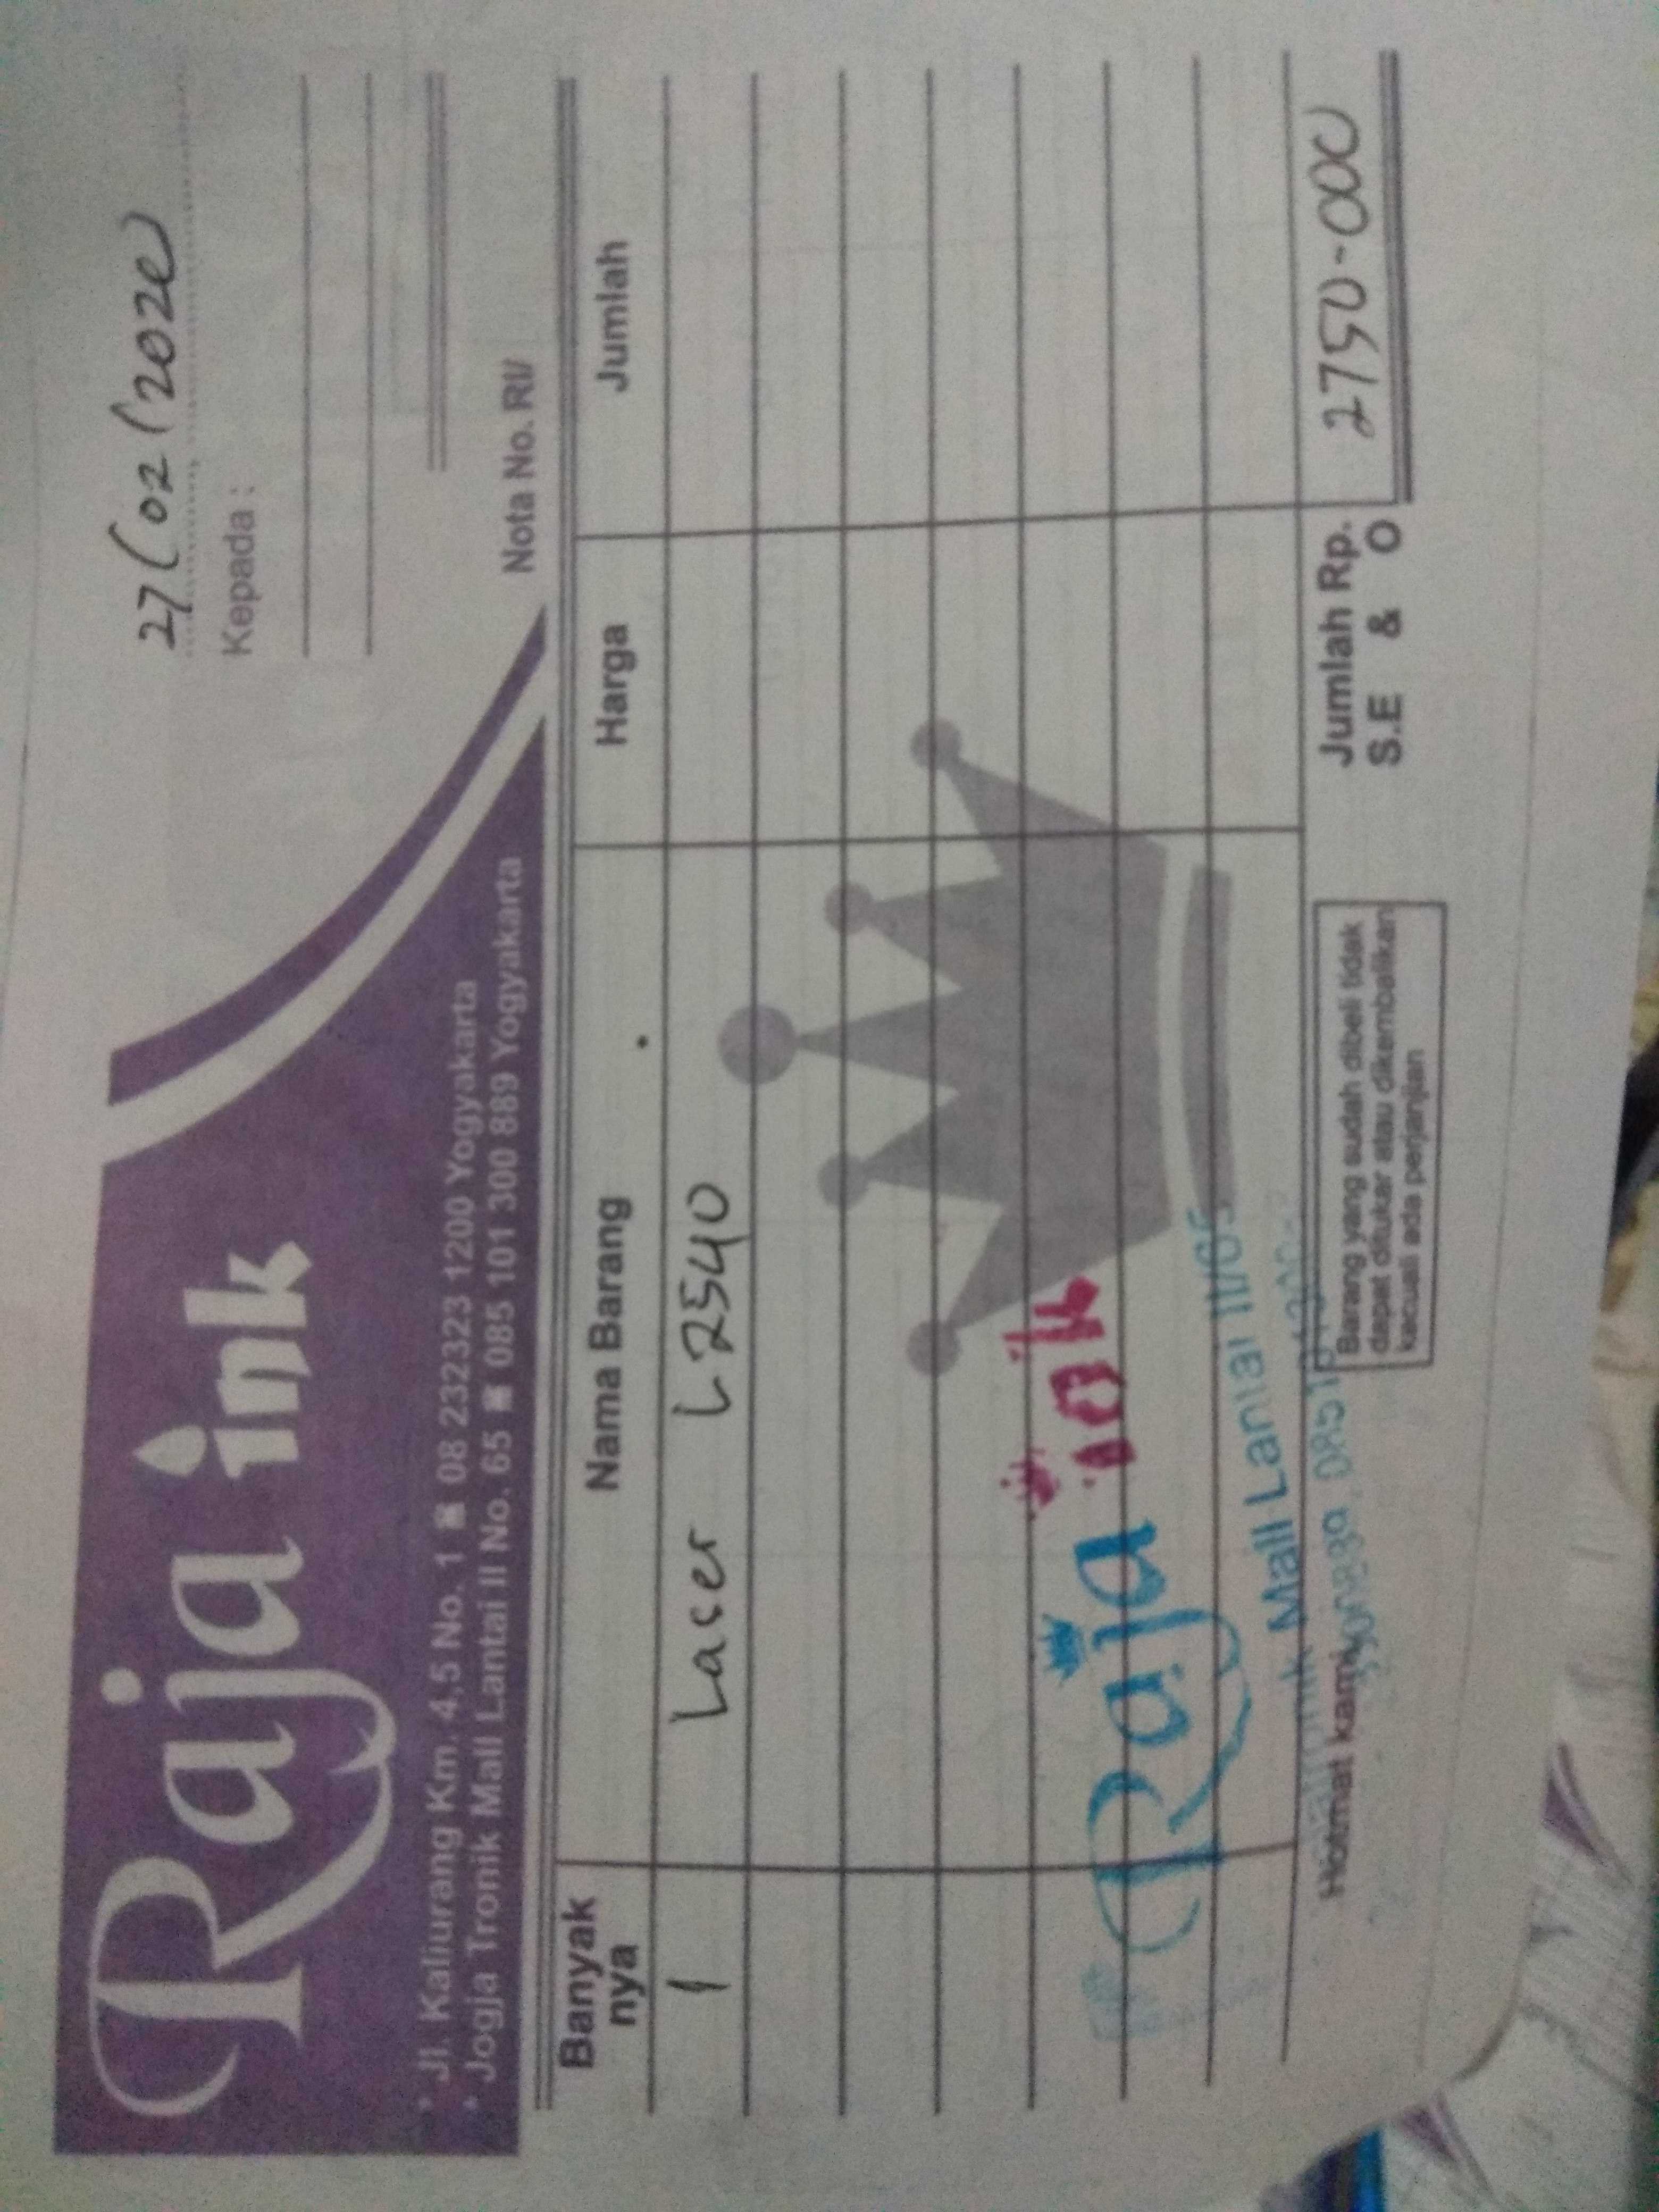 Raja ink
* Jl. Kaliurang Km. 4,5 No. 1 ☎ 08 232323 1200 Yogyakarta
* Jogja Tronik Mall Lantai II No. 65 ☎ 085 101 300 889 Yogyakarta
27/02/2020
Kepada :
Nota No. RI/
Banyak nya Nama Barang Harga Jumlah
1 Laser L2540
Raja ink
Mall Lantai II/65
Hotmat kami,
Barang yang sudah dibeli tidak
dapat ditukar atau dikembalikan
kacuali ada perjanjian
Jumlah Rp. 2750-000
S.E & O